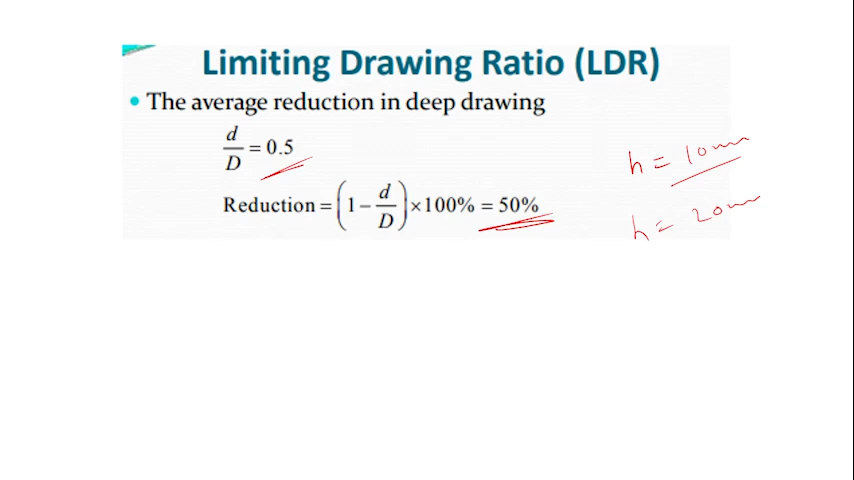 Limiting Drawing Ratio (LDR)
• The average reduction in deep drawing
d/D = 0.5
Reduction = (1 − d/D) × 100% = 50%
h = 10mm
h = 20mm